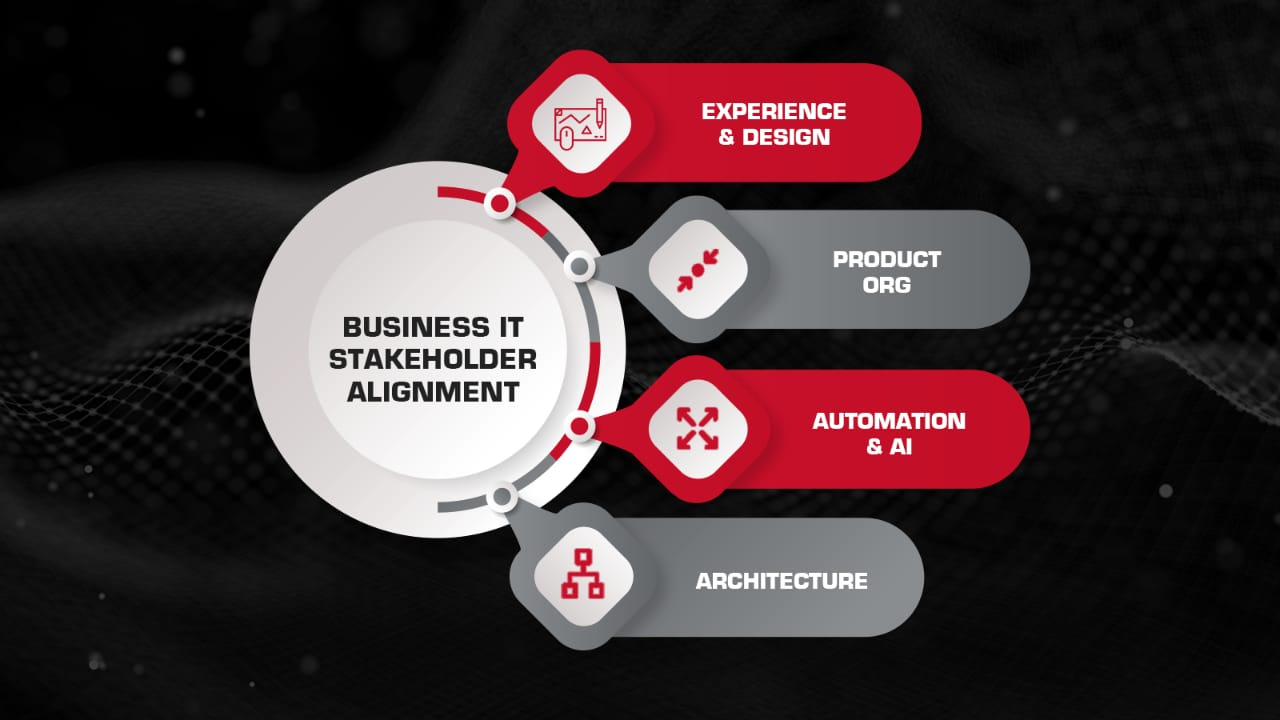 BUSINESS IT
STAKEHOLDER
ALIGNMENT
EXPERIENCE
& DESIGN
PRODUCT
ORG
AUTOMATION
& AI
ARCHITECTURE